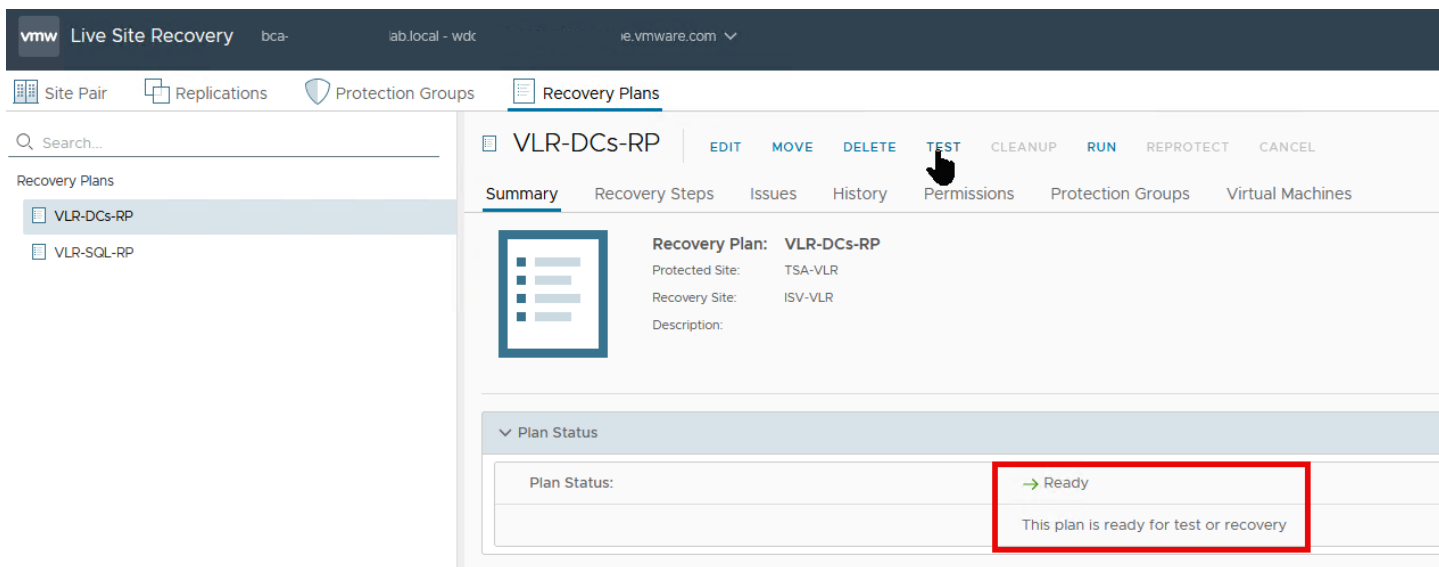 vmw Live Site Recovery bca- lab.local - wdc e.vmware.com
Site Pair Replications Protection Groups Recovery Plans
Search...
VLR-DCs-RP EDIT MOVE DELETE TEST CLEANUP RUN REPROTECT CANCEL
Recovery Plans
VLR-DCs-RP
VLR-SQL-RP
Summary Recovery Steps Issues History Permissions Protection Groups Virtual Machines
Recovery Plan: VLR-DCs-RP
Protected Site: TSA-VLR
Recovery Site: ISV-VLR
Description:
Plan Status
Plan Status: Ready
This plan is ready for test or recovery